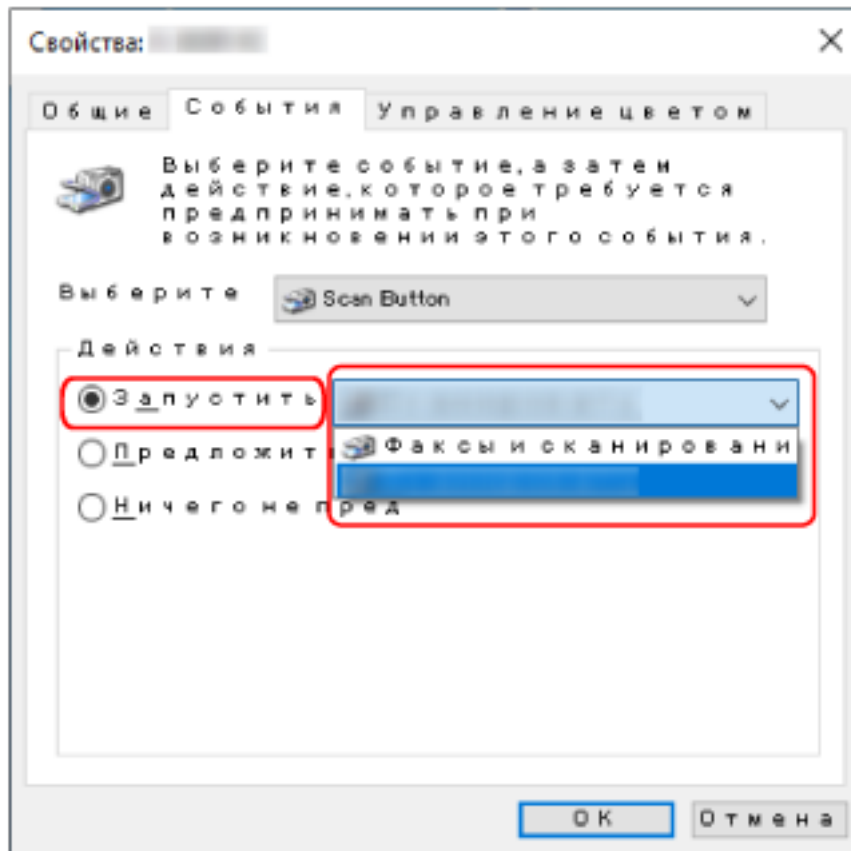 Свойства:
Общие События Управление цветом
Выберите событие, а затем
действие, которое требуется
предпринимать при
возникновении этого события.
Выберите Scan Button
Действия
Запустить
Предложит
Факсы и сканировани
Ничего не пред
OK Отмена